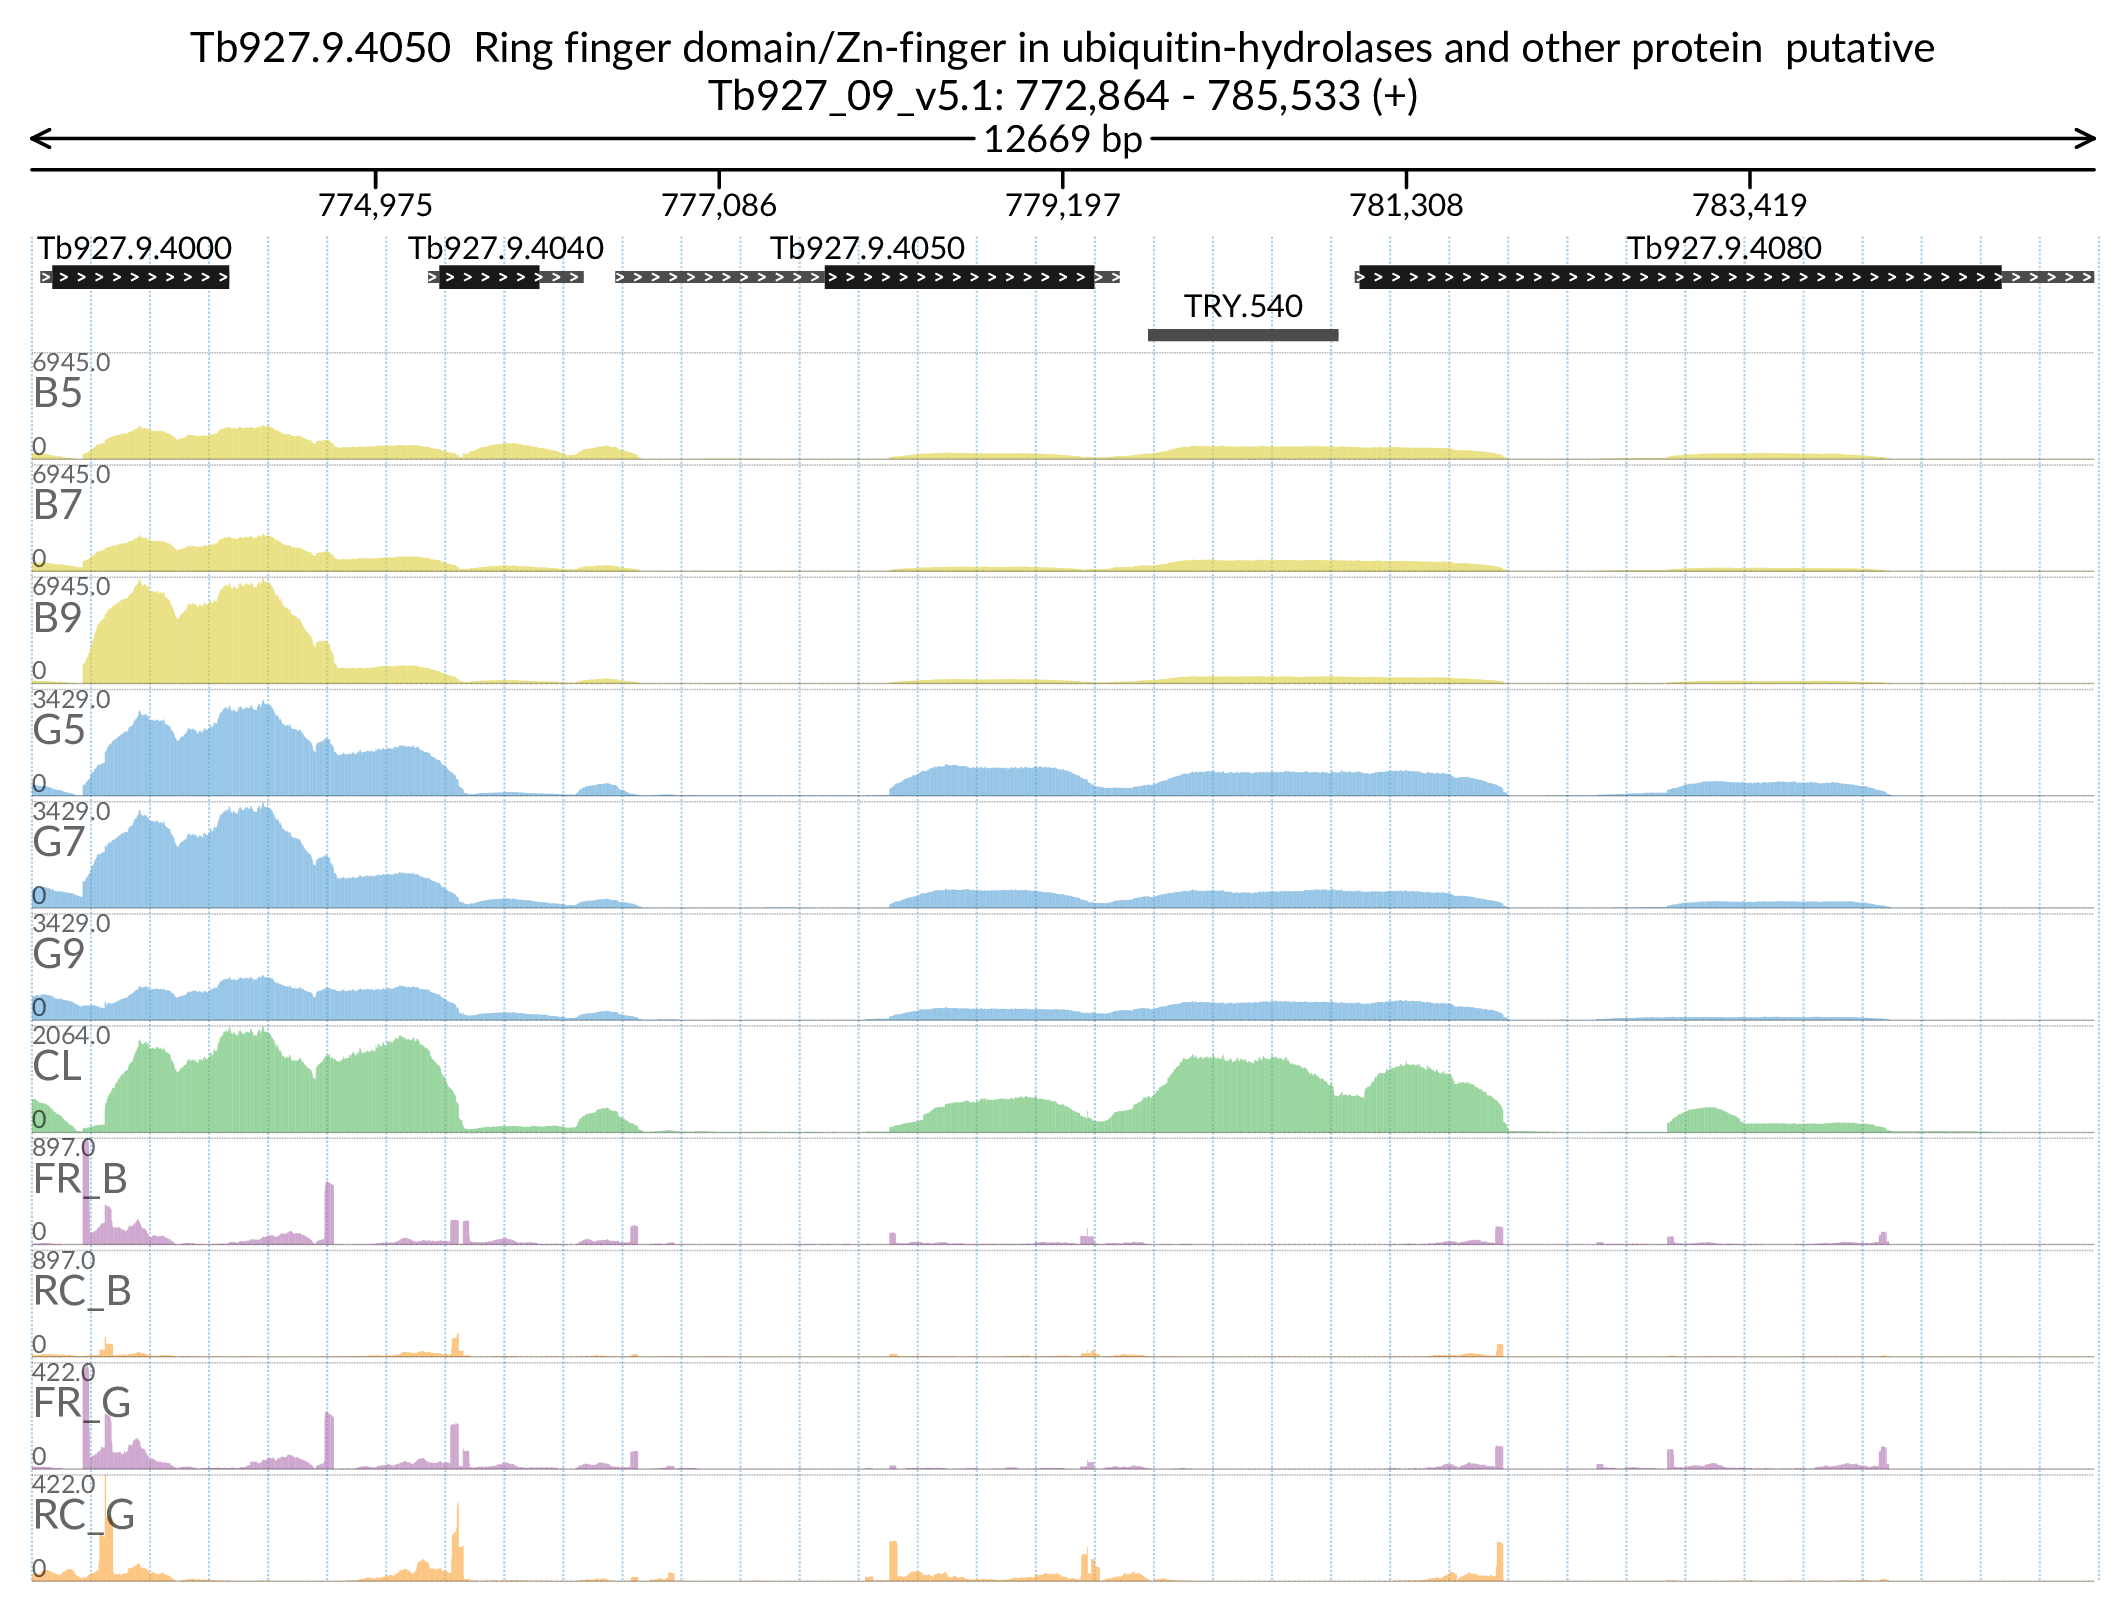 Tb927.9.4050  Ring finger domain/Zn-finger in ubiquitin-hydrolases and other protein  putative
Tb927_09_v5.1: 772,864 - 785,533 (+)
12669 bp
774,975 777,086 779,197 781,308 783,419
Tb927.9.4000 Tb927.9.4040 Tb927.9.4050 Tb927.9.4080
TRY.540
6945.0
B5
0
6945.0
B7
0
6945.0
B9
0
3429.0
G5
0
3429.0
G7
0
3429.0
G9
0
2064.0
CL
0
897.0
FR_B
0
897.0
RC_B
0
422.0
FR_G
0
422.0
RC_G
0